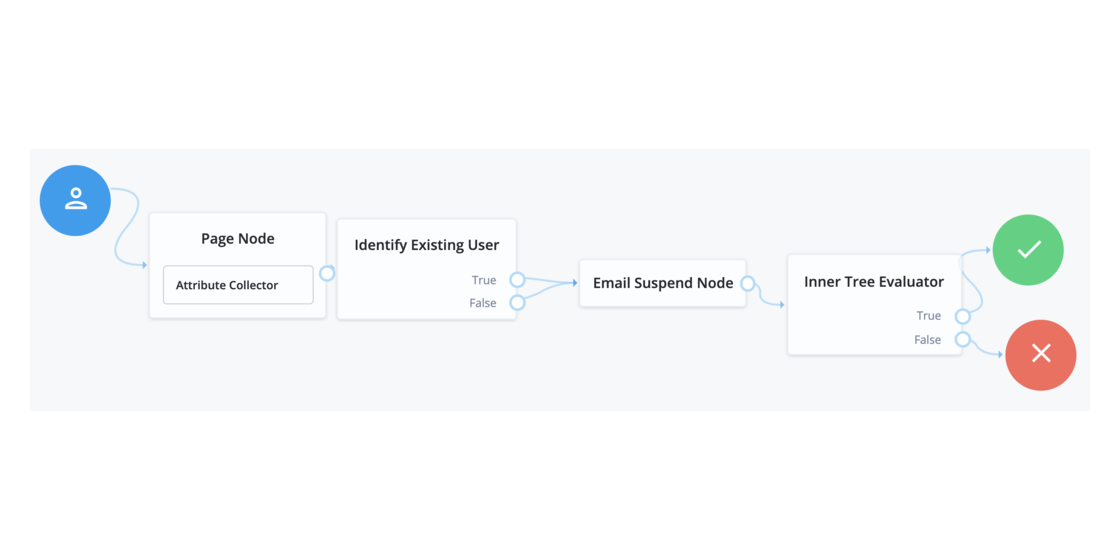 Page Node
Attribute Collector
Identify Existing User
True
False
Email Suspend Node
Inner Tree Evaluator
True
False